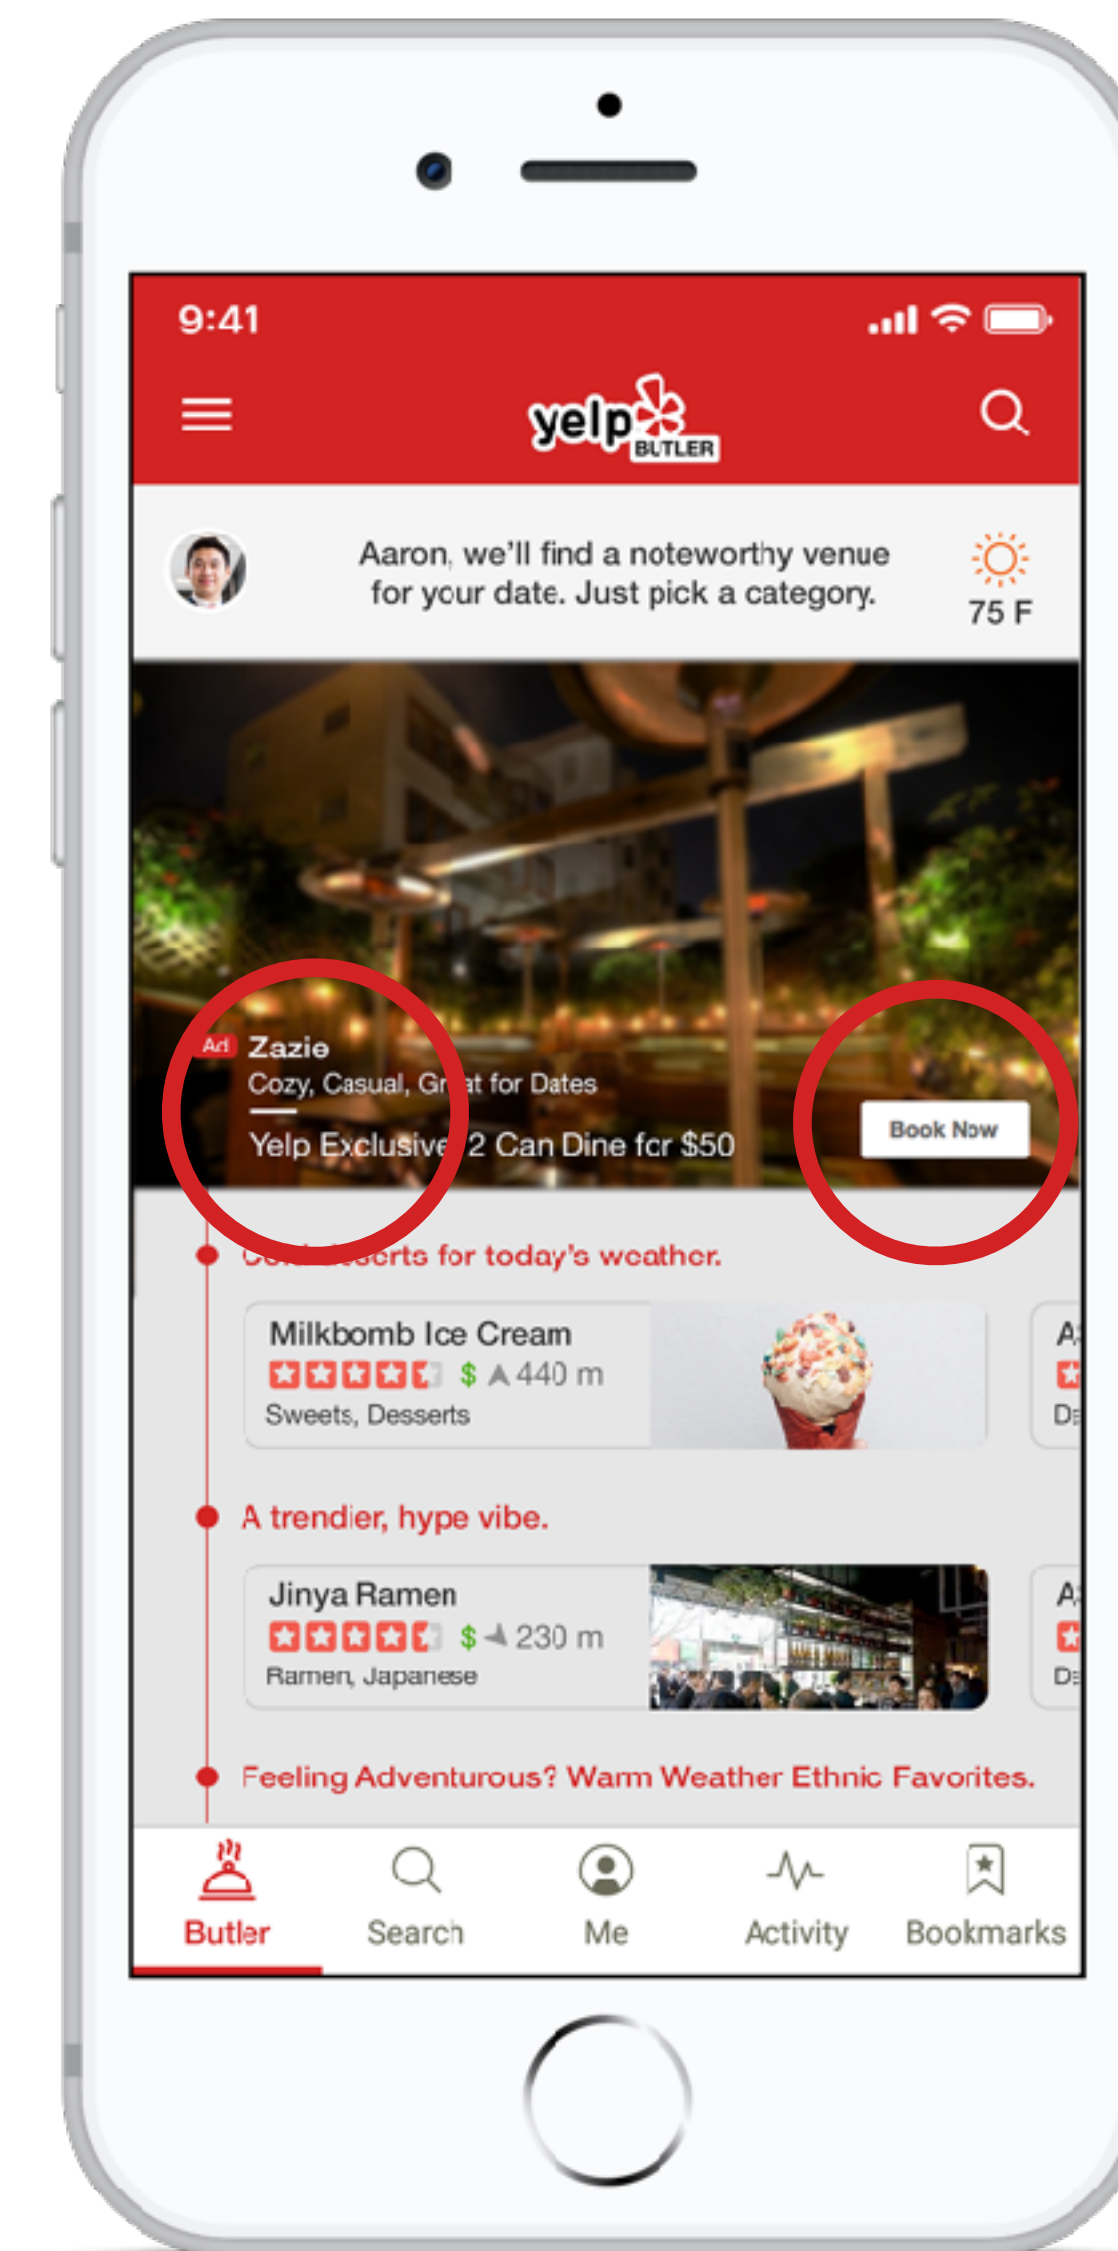 9:41
yelp
BUTLER
Aaron, we'll find a noteworthy venue
for your date. Just pick a category.
75 F
Ad Zazie
Cozy, Casual, Great for Dates
Yelp Exclusive 2 Can Dine for $50
Book Now
for today's weather.
Milkbomb Ice Cream
$ 440 m
Sweets, Desserts
A trendier, hype vibe.
Jinya Ramen
$ 230 m
Ramen, Japanese
Feeling Adventurous? Warm Weather Ethnic Favorites.
Butler
Search
Me
Activity
Bookmarks